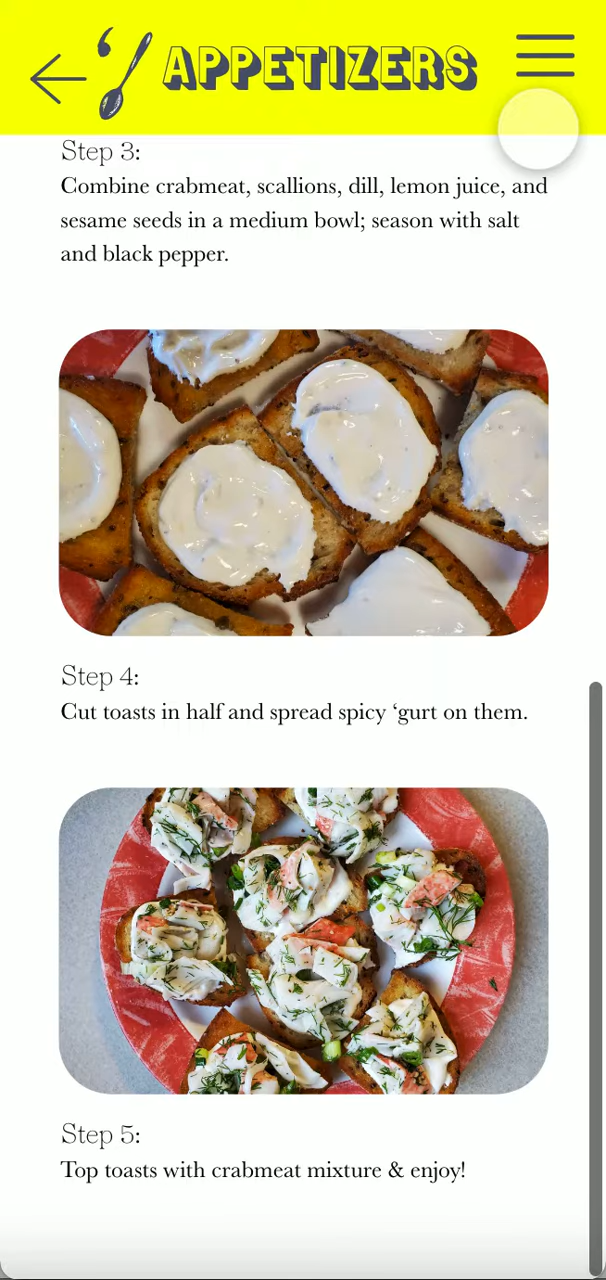 APPETIZERS
Step 3:
Combine crabmeat, scallions, dill, lemon juice, and
sesame seeds in a medium bowl; season with salt
and black pepper.
Step 4:
Cut toasts in half and spread spicy ‘gurt on them.
Step 5:
Top toasts with crabmeat mixture & enjoy!